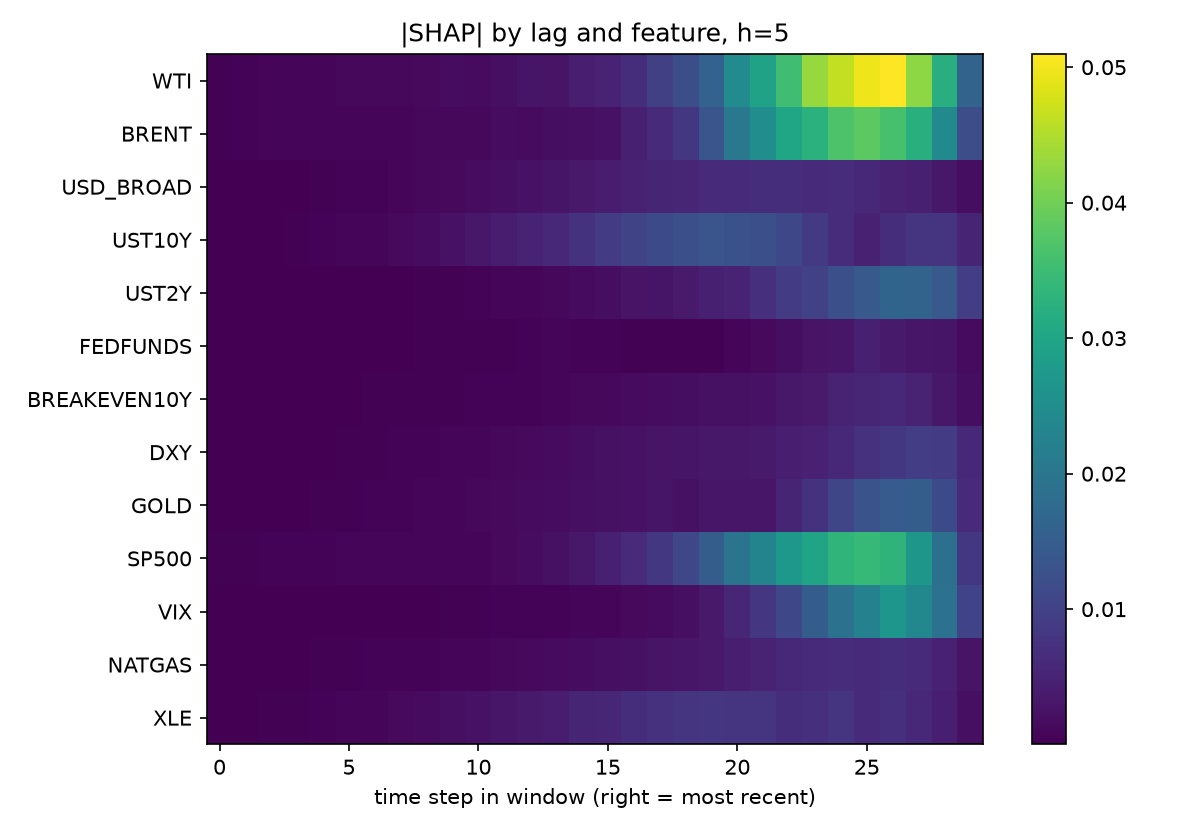 |SHAP| by lag and feature, h=5
WTI
BRENT
USD_BROAD
UST10Y
UST2Y
FEDFUNDS
BREAKEVEN10Y
DXY
GOLD
SP500
VIX
NATGAS
XLE
0 5 10 15 20 25
time step in window (right = most recent)
0.05
0.04
0.03
0.02
0.01